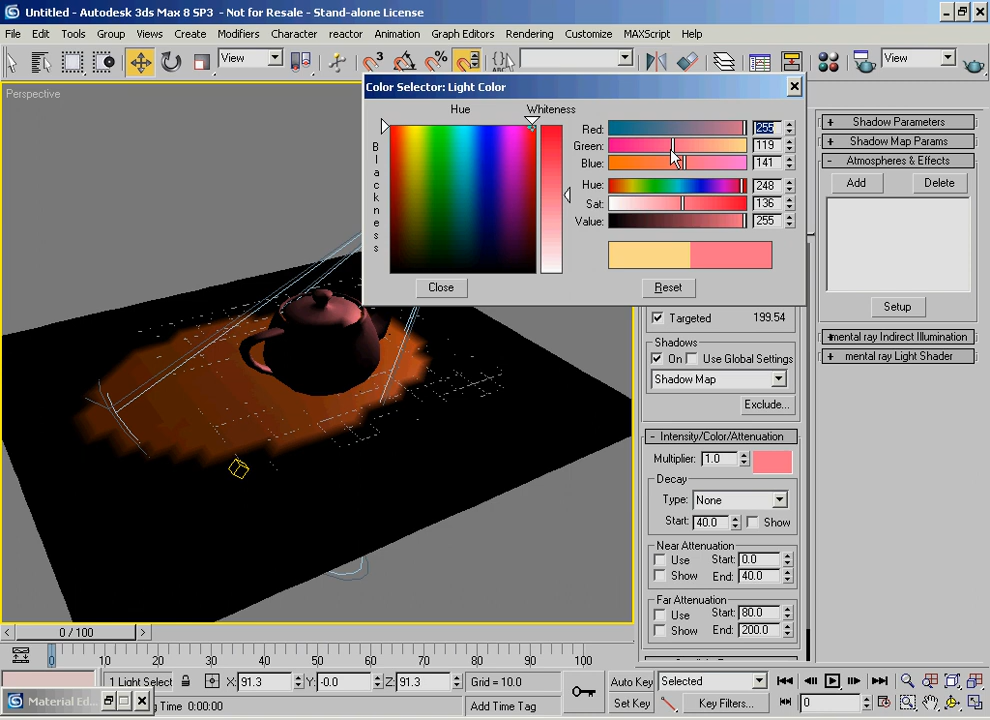 Untitled - Autodesk 3ds Max 8 SP3 - Not for Resale - Stand-alone License
File Edit Tools Group Views Create Modifiers Character reactor Animation Graph Editors Rendering Customize MAXScript Help
View
View
Perspective
Color Selector: Light Color
Hue Whiteness
Blackness
Red: 255
Green: 119
Blue: 141
Hue: 248
Sat: 136
Value: 255
Close
Reset
+ Shadow Parameters
+ Shadow Map Params
- Atmospheres & Effects
Add Delete
Setup
mental ray Indirect Illumination
+ mental ray Light Shader
Targeted 199.54
Shadows
On Use Global Settings
Shadow Map
Exclude...
- Intensity/Color/Attenuation
Multiplier: 1.0
Decay
Type: None
Start: 40.0 Show
Near Attenuation
Use Start: 0.0
Show End: 40.0
Far Attenuation
Use Start: 80.0
Show End: 200.0
< 0 / 100 >
0 10 20 30 40 50 60 70 80 90 100
1 Light Select X: 91.3 Y: -0.0 Z: 91.3 Grid = 10.0 Auto Key Selected
Material Ed... g Time 0:00:00 Add Time Tag Set Key Key Filters... 0